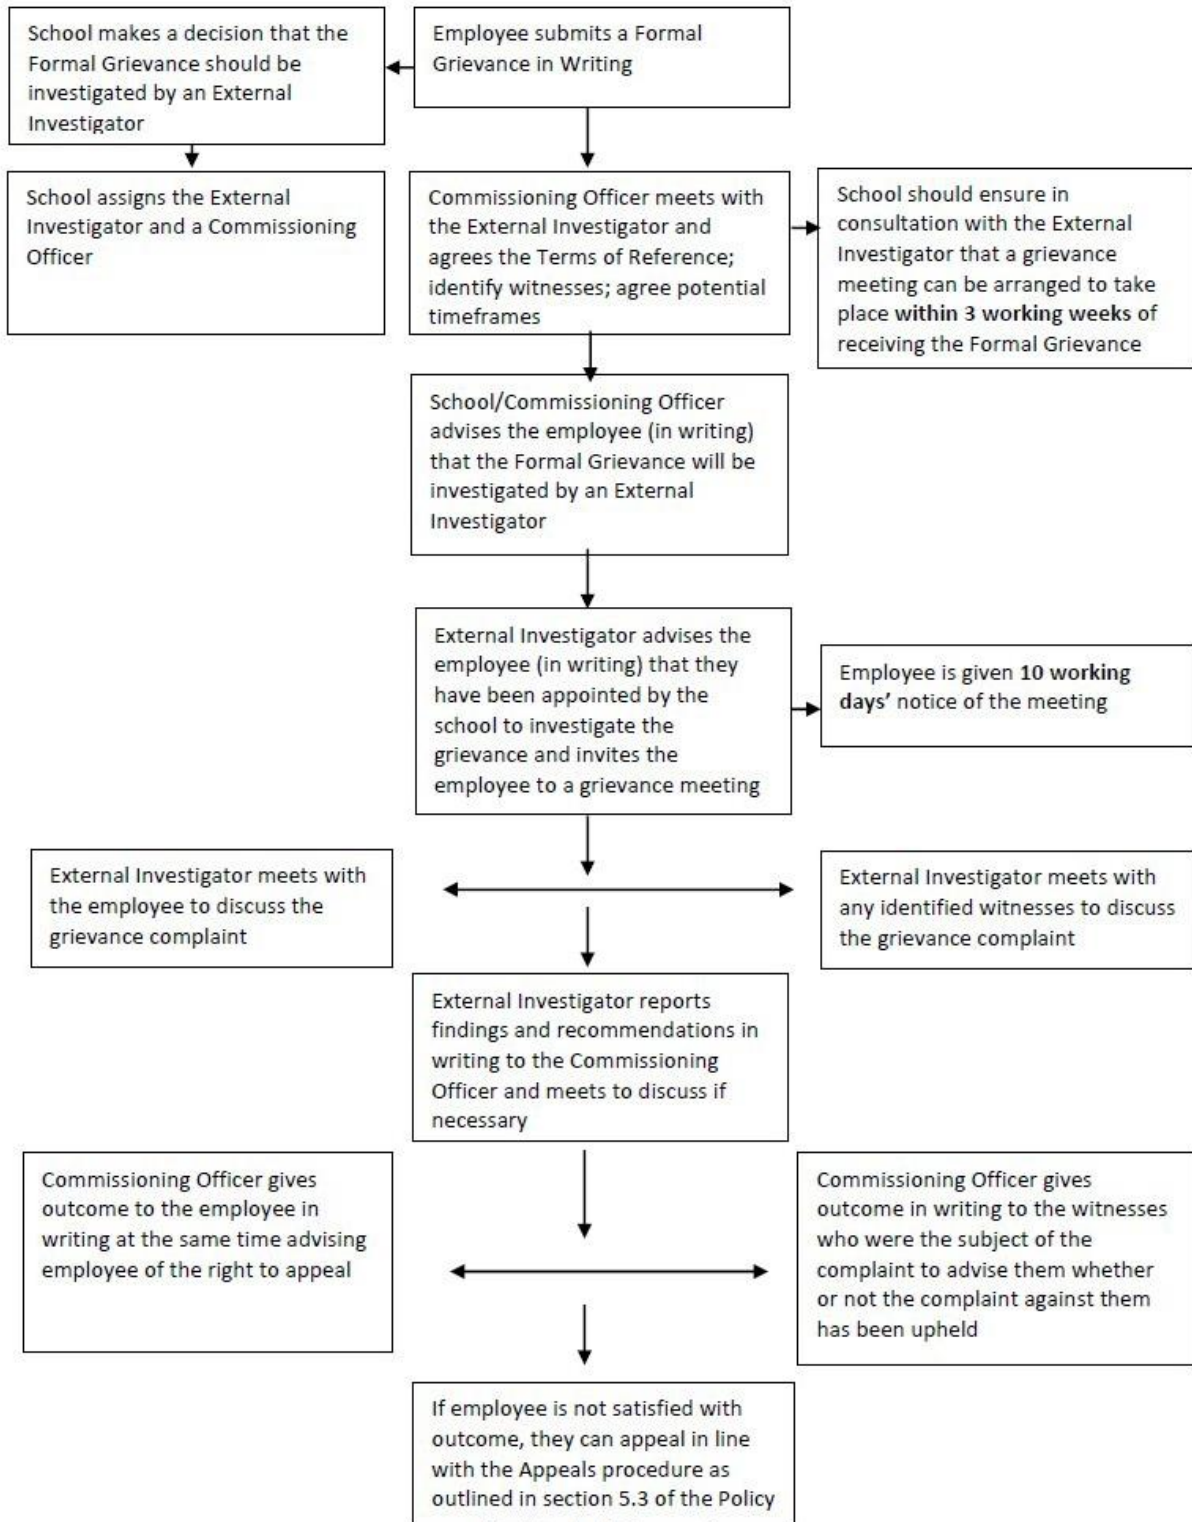 School makes a decision that the
Formal Grievance should be
investigated by an External
Investigator
Employee submits a Formal
Grievance in Writing
School assigns the External
Investigator and a Commissioning
Officer
Commissioning Officer meets with
the External Investigator and
agrees the Terms of Reference;
identify witnesses; agree potential
timeframes
School should ensure in
consultation with the External
Investigator that a grievance
meeting can be arranged to take
place within 3 working weeks of
receiving the Formal Grievance
School/Commissioning Officer
advises the employee (in writing)
that the Formal Grievance will be
investigated by an External
Investigator
External Investigator advises the
employee (in writing) that they
have been appointed by the
school to investigate the
grievance and invites the
employee to a grievance meeting
Employee is given 10 working
days’ notice of the meeting
External Investigator meets with
the employee to discuss the
grievance complaint
External Investigator meets with
any identified witnesses to discuss
the grievance complaint
External Investigator reports
findings and recommendations in
writing to the Commissioning
Officer and meets to discuss if
necessary
Commissioning Officer gives
outcome to the employee in
writing at the same time advising
employee of the right to appeal
Commissioning Officer gives
outcome in writing to the witnesses
who were the subject of the
complaint to advise them whether
or not the complaint against them
has been upheld
If employee is not satisfied with
outcome, they can appeal in line
with the Appeals procedure as
outlined in section 5.3 of the Policy